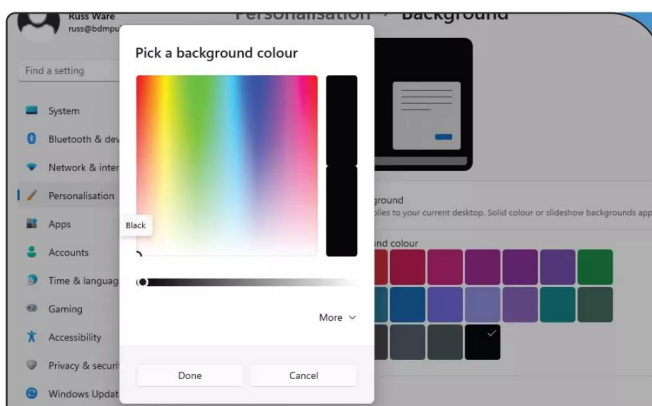 Russ Ware
russ@bdmpu
Personalisation > Background
Find a setting
System
Bluetooth & dev
Network & inter
Personalisation
Apps
Accounts
Time & languag
Gaming
Accessibility
Privacy & securi
Windows Updat
Pick a background colour
Black
More
Done
Cancel
ground
plies to your current desktop. Solid colour or slideshow backgrounds app
nd colour